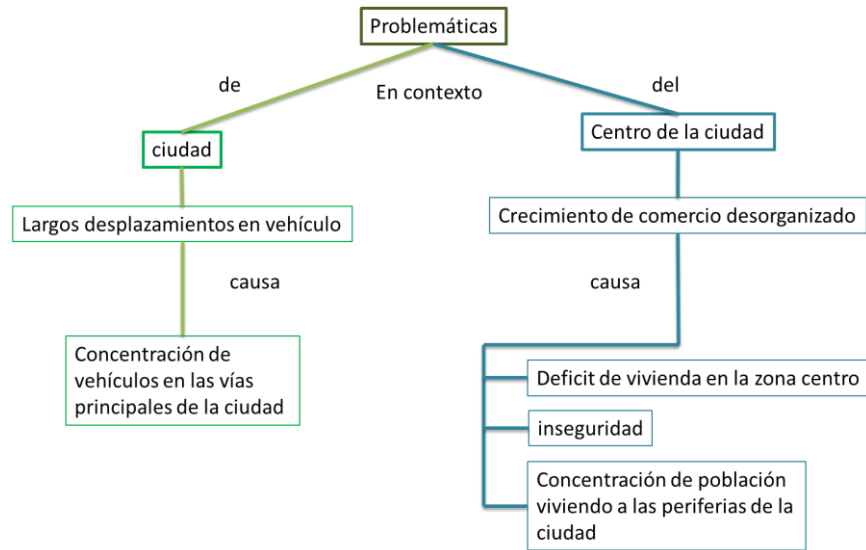 Problemáticas
de
En contexto
del
ciudad
Centro de la ciudad
Largos desplazamientos en vehículo
Crecimiento de comercio desorganizado
causa
causa
Concentración de
vehículos en las vías
principales de la ciudad
Deficit de vivienda en la zona centro
inseguridad
Concentración de población
viviendo a las periferias de la
ciudad